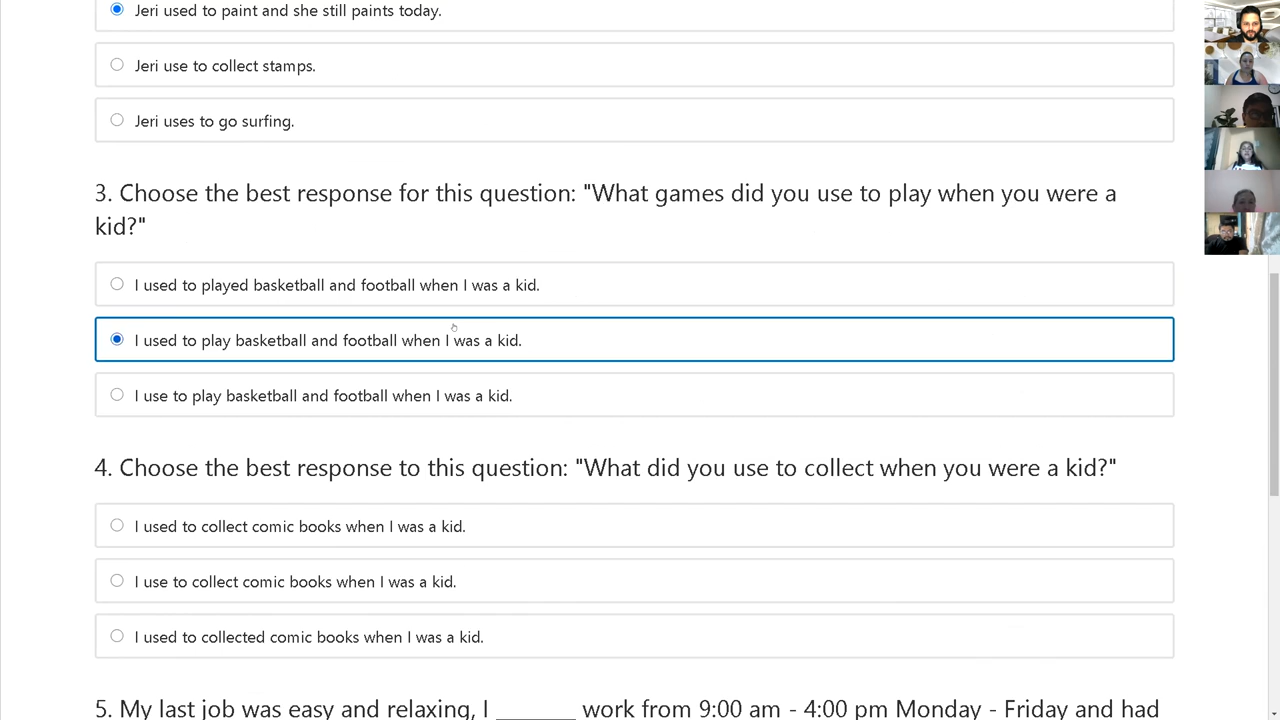 Jeri used to paint and she still paints today.
Jeri use to collect stamps.
Jeri uses to go surfing.
3. Choose the best response for this question: "What games did you use to play when you were a
kid?"
I used to played basketball and football when I was a kid.
I used to play basketball and football when I was a kid.
I use to play basketball and football when I was a kid.
4. Choose the best response to this question: "What did you use to collect when you were a kid?"
I used to collect comic books when I was a kid.
I use to collect comic books when I was a kid.
I used to collected comic books when I was a kid.
5. My last job was easy and relaxing, I _______ work from 9:00 am - 4:00 pm Monday - Friday and had